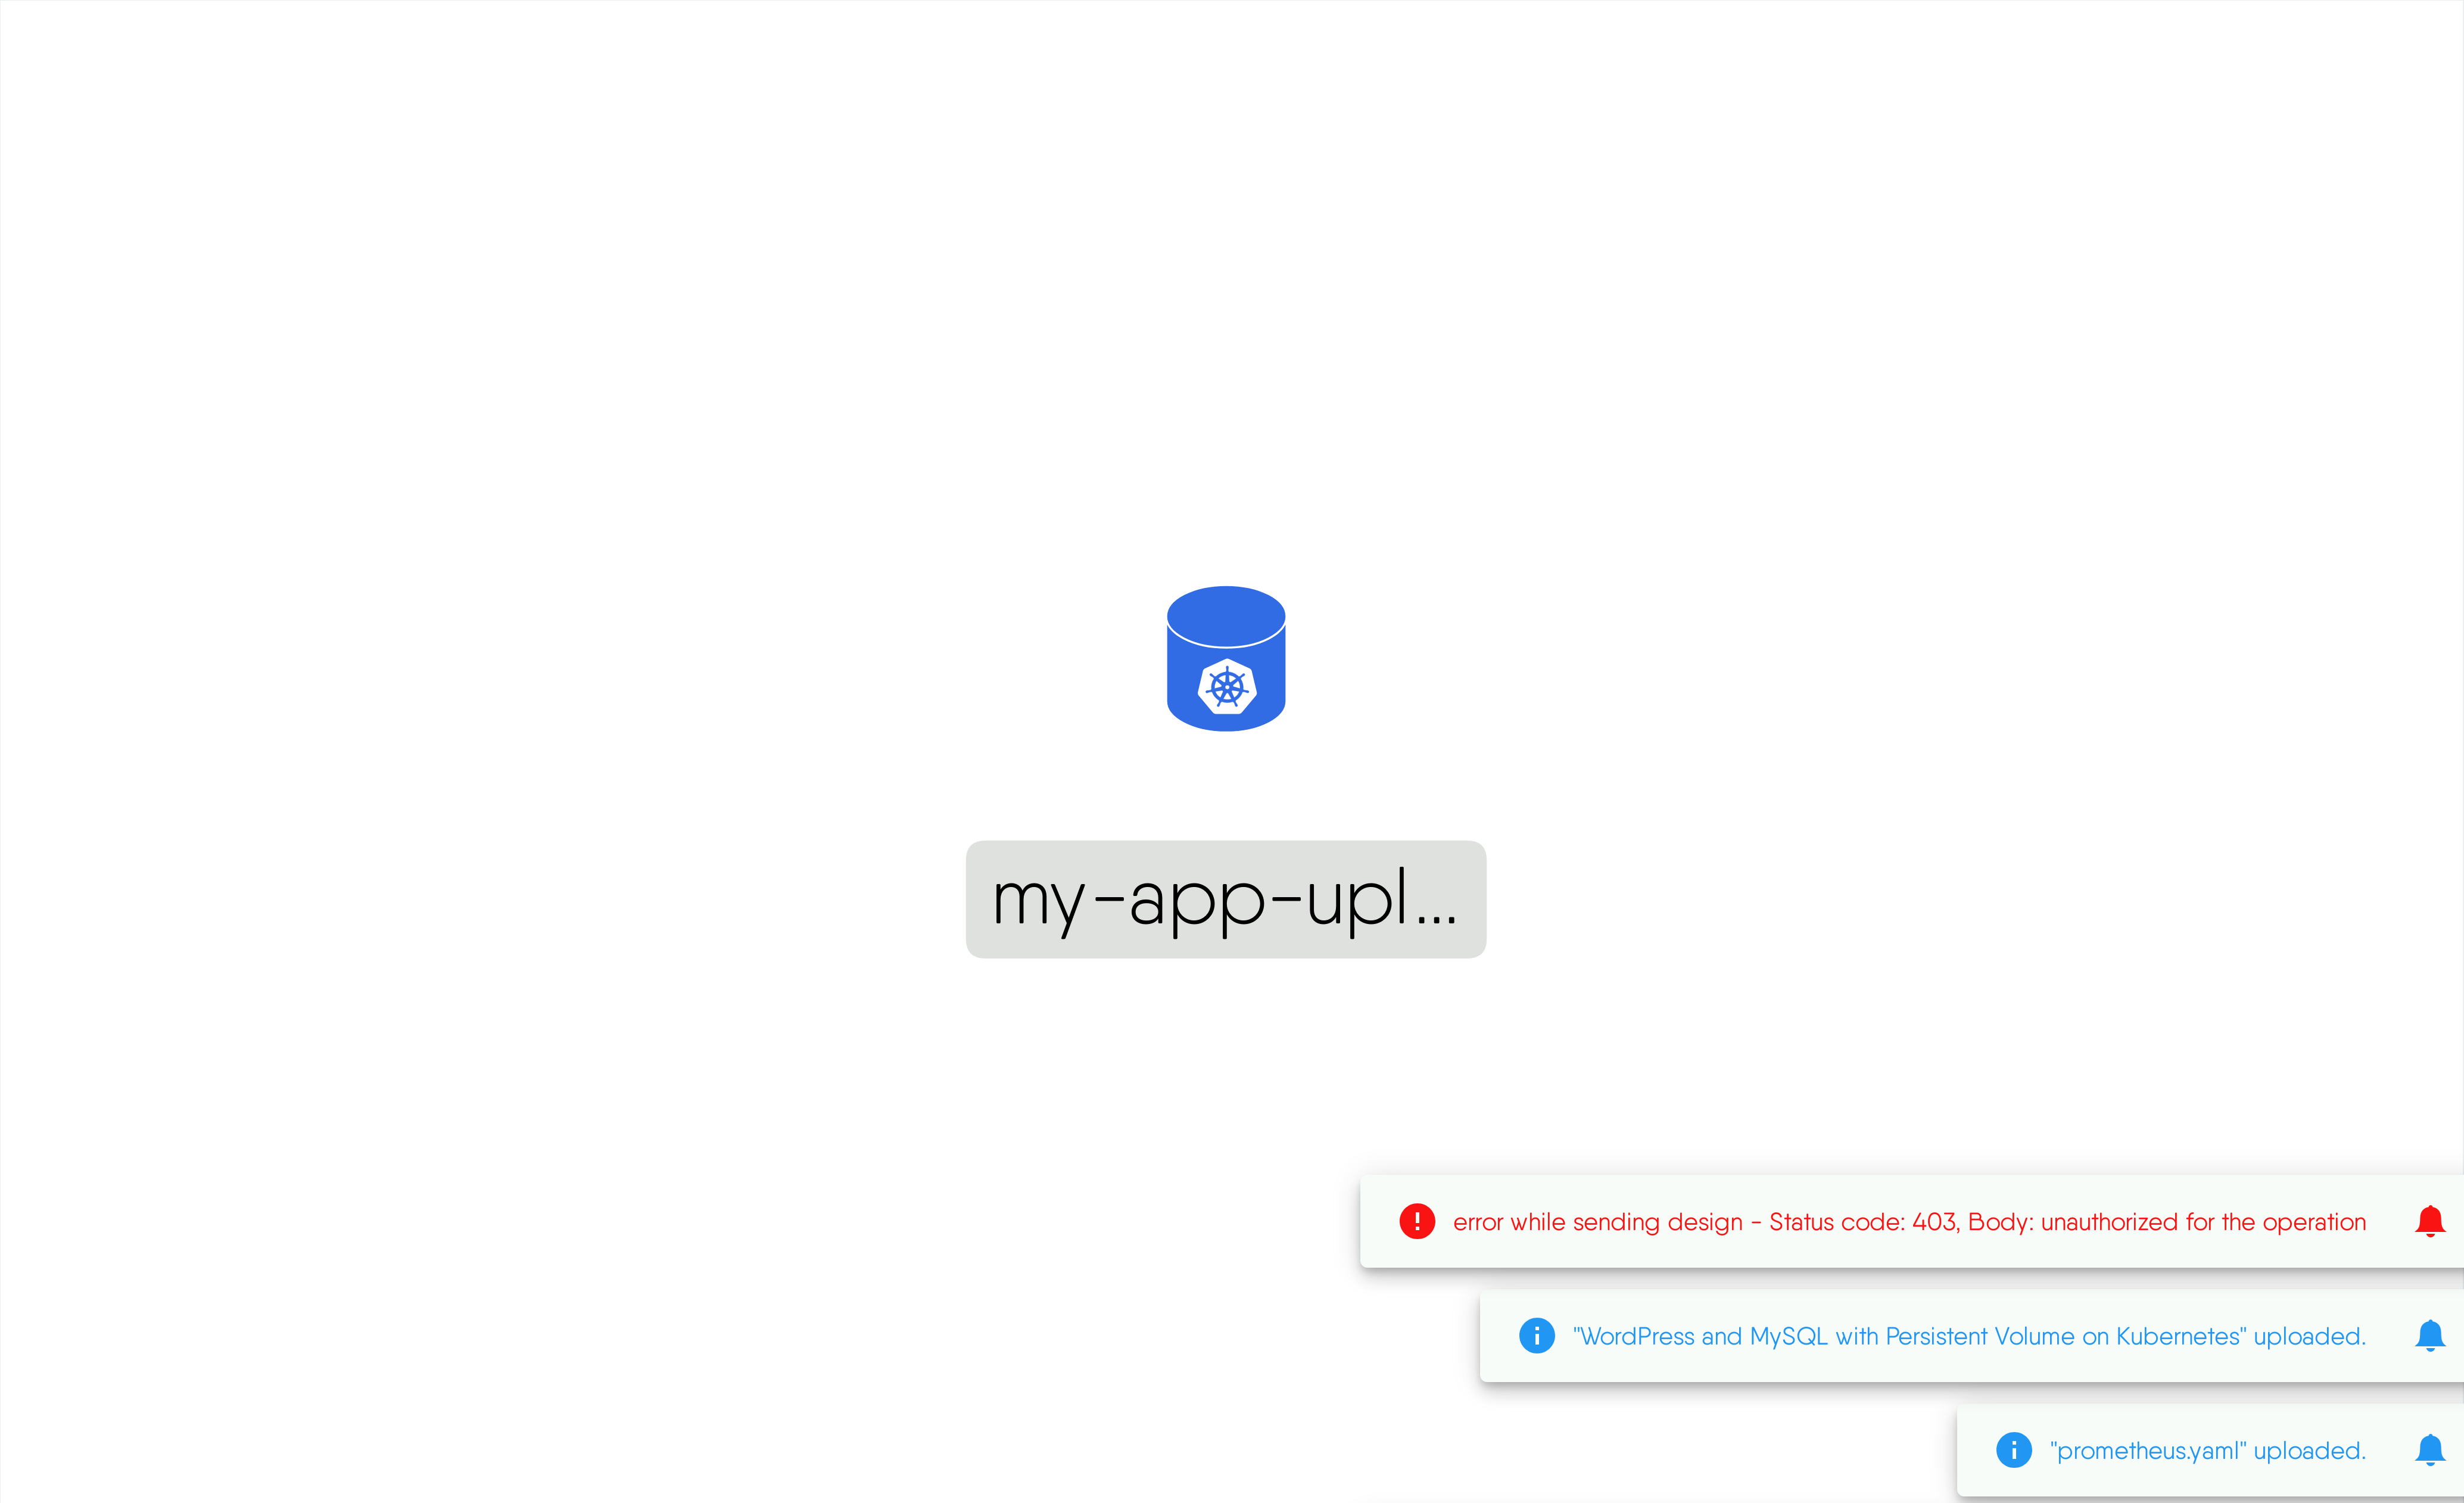 my-app-upl...
error while sending design - Status code: 403, Body: unauthorized for the operation
"WordPress and MySQL with Persistent Volume on Kubernetes" uploaded.
"prometheus.yaml" uploaded.